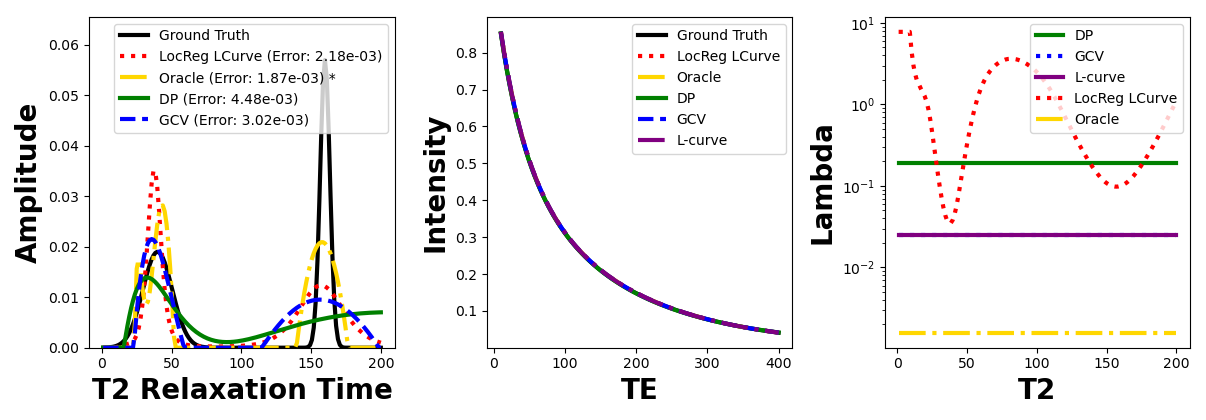 Amplitude
0.06
0.05
0.04
0.03
0.02
0.01
0.00
Ground Truth
LocReg LCurve (Error: 2.18e-03)
Oracle (Error: 1.87e-03) *
DP (Error: 4.48e-03)
GCV (Error: 3.02e-03)
0 50 100 150 200
T2 Relaxation Time
Intensity
0.8
0.7
0.6
0.5
0.4
0.3
0.2
0.1
Ground Truth
LocReg LCurve
Oracle
DP
GCV
L-curve
0 100 200 300 400
TE
Lambda
10¹
10⁰
10⁻¹
10⁻²
DP
GCV
L-curve
LocReg LCurve
Oracle
0 50 100 150 200
T2